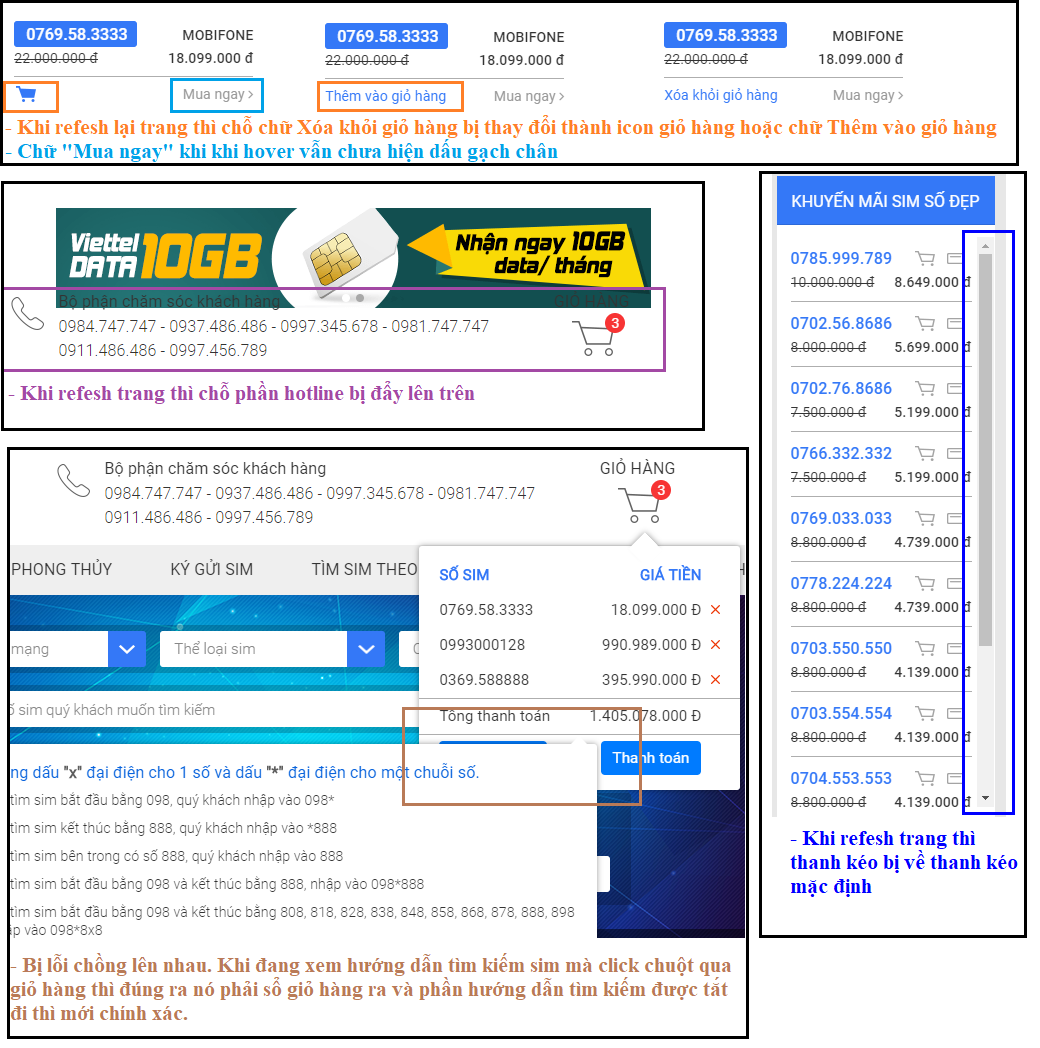 0769.58.3333 MOBIFONE
22.000.000 đ 18.099.000 đ
Mua ngay
0769.58.3333 MOBIFONE
22.000.000 đ 18.099.000 đ
Thêm vào giỏ hàng Mua ngay
0769.58.3333 MOBIFONE
22.000.000 đ 18.099.000 đ
Xóa khỏi giỏ hàng Mua ngay
- Khi refesh lại trang thì chỗ chữ Xóa khỏi giỏ hàng bị thay đổi thành icon giỏ hàng hoặc chữ Thêm vào giỏ hàng
- Chữ "Mua ngay" khi khi hover vẫn chưa hiện dấu gạch chân
Viettel 10GB
DATA
Nhận ngay 10GB
data/ tháng
Bộ phận chăm sóc khách hàng GIỎ HÀNG
0984.747.747 - 0937.486.486 - 0997.345.678 - 0981.747.747 3
0911.486.486 - 0997.456.789
- Khi refesh trang thì chỗ phần hotline bị đẩy lên trên
KHUYẾN MÃI SIM SỐ ĐẸP
0785.999.789
10.000.000 đ 8.649.000 đ
0702.56.8686
8.000.000 đ 5.699.000 đ
0702.76.8686
7.500.000 đ 5.199.000 đ
0766.332.332
7.500.000 đ 5.199.000 đ
0769.033.033
8.800.000 đ 4.739.000 đ
0778.224.224
8.800.000 đ 4.739.000 đ
0703.550.550
8.800.000 đ 4.139.000 đ
0703.554.554
8.800.000 đ 4.139.000 đ
0704.553.553
8.800.000 đ 4.139.000 đ
- Khi refesh trang thì
thanh kéo bị về thanh kéo
mặc định
Bộ phận chăm sóc khách hàng GIỎ HÀNG
0984.747.747 - 0937.486.486 - 0997.345.678 - 0981.747.747 3
0911.486.486 - 0997.456.789
PHONG THỦY KÝ GỬI SIM TÌM SIM THEO H
SỐ SIM GIÁ TIỀN
0769.58.3333 18.099.000 Đ
0993000128 990.989.000 Đ
0369.588888 395.990.000 Đ
Tổng thanh toán 1.405.078.000 Đ
Thanh toán
mạng Thể loại sim
số sim quý khách muốn tìm kiếm
ng dấu "x" đại điện cho 1 số và dấu "*" đại điện cho một chuỗi số.
tìm sim bắt đầu bằng 098, quý khách nhập vào 098*
tìm sim kết thúc bằng 888, quý khách nhập vào *888
tìm sim bên trong có số 888, quý khách nhập vào 888
tìm sim bắt đầu bằng 098 và kết thúc bằng 888, nhập vào 098*888
tìm sim bắt đầu bằng 098 và kết thúc bằng 808, 818, 828, 838, 848, 858, 868, 878, 888, 898
ập vào 098*8x8
- Bị lỗi chồng lên nhau. Khi đang xem hướng dẫn tìm kiếm sim mà click chuột qua
giỏ hàng thì đúng ra nó phải sổ giỏ hàng ra và phần hướng dẫn tìm kiếm được tắt
đi thì mới chính xác.